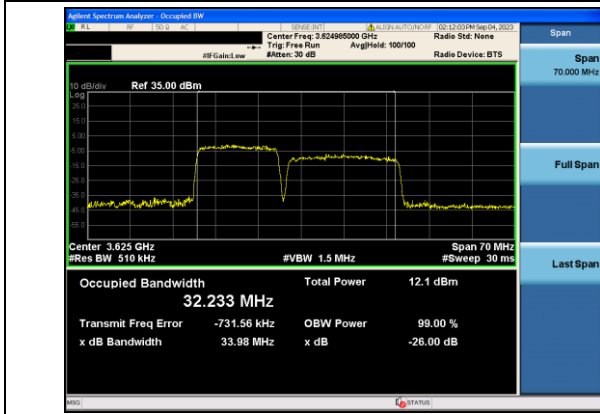 Agilent Spectrum Analyzer - Occupied BW
RL RF 50 Ω AC SENSE:INT ALIGN AUTO/NO RF 02:12:03 PM Sep 04, 2023
Center Freq: 3.624985000 GHz Radio Std: None
Trig: Free Run Avg|Hold: 100/100
#IFGain:Low #Atten: 30 dB Radio Device: BTS
Span
Span
70.000 MHz
Full Span
Last Span
10 dB/div Ref 35.00 dBm
Log
25.0
15.0
5.00
-5.00
-15.0
-25.0
-35.0
-45.0
-55.0
Center 3.625 GHz Span 70 MHz
#Res BW 510 kHz #VBW 1.5 MHz #Sweep 30 ms
Occupied Bandwidth Total Power 12.1 dBm
32.233 MHz
Transmit Freq Error -731.56 kHz OBW Power 99.00 %
x dB Bandwidth 33.98 MHz x dB -26.00 dB
MSG STATUS